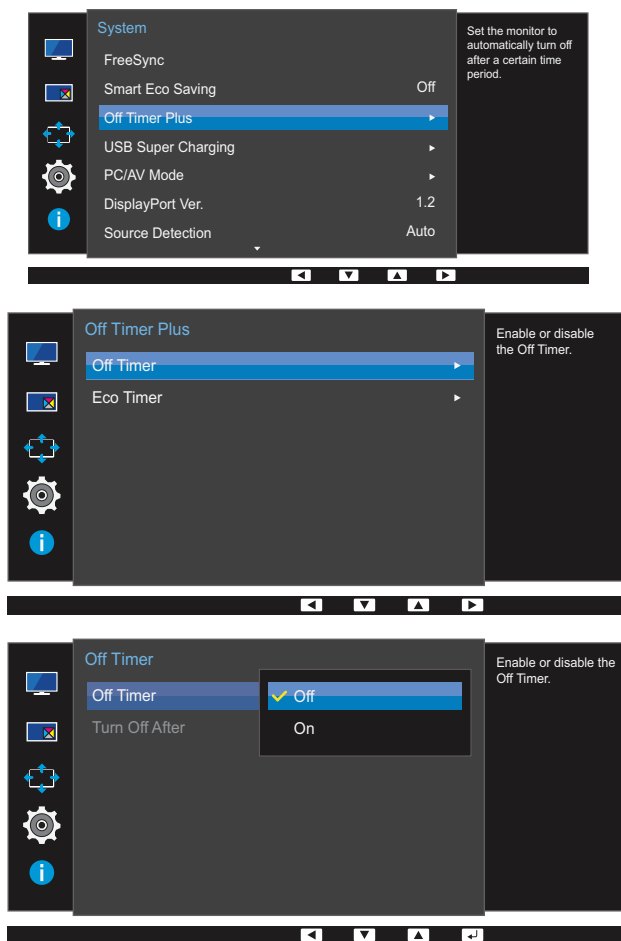 System
FreeSync
Smart Eco Saving Off
Off Timer Plus
USB Super Charging
PC/AV Mode
DisplayPort Ver. 1.2
Source Detection Auto
Set the monitor to
automatically turn off
after a certain time
period.
Off Timer Plus
Off Timer
Eco Timer
Enable or disable
the Off Timer.
Off Timer
Off Timer Off
Turn Off After On
Enable or disable the
Off Timer.